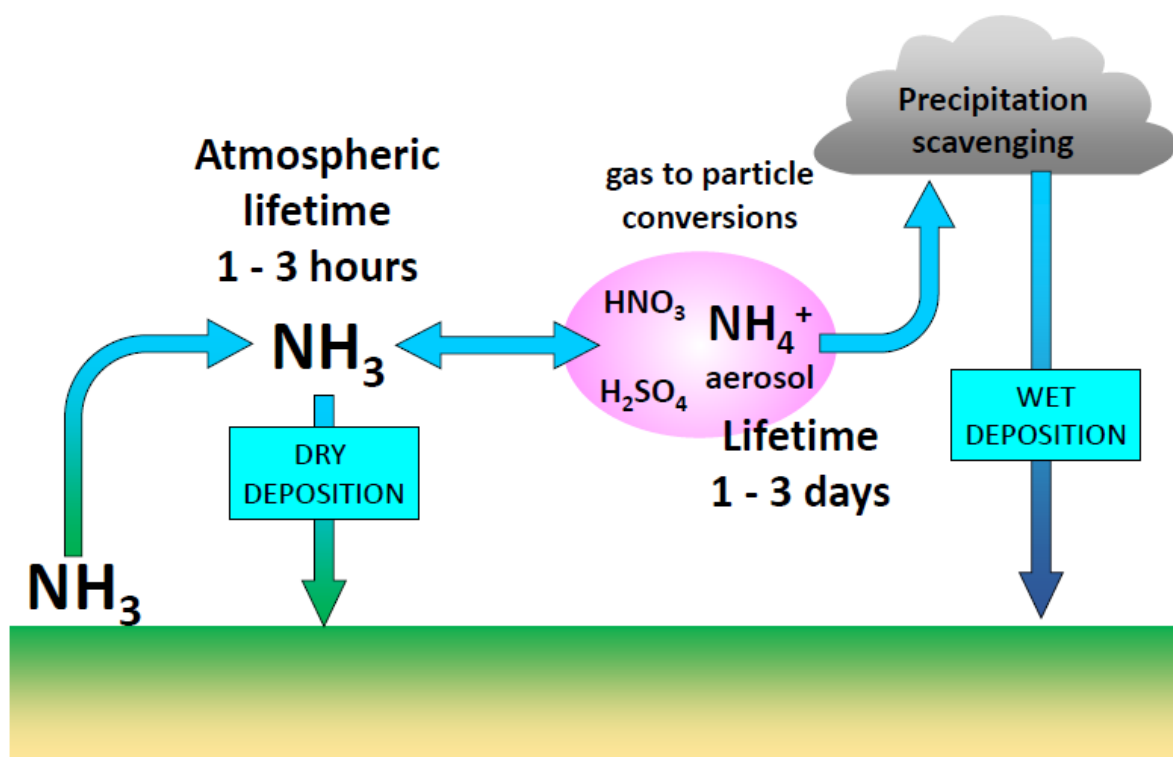 Precipitation
scavenging
Atmospheric
lifetime
1 - 3 hours
gas to particle
conversions
NH₃
HNO₃
NH₄⁺
H₂SO₄
aerosol
Lifetime
1 - 3 days
WET
DEPOSITION
DRY
DEPOSITION
NH₃